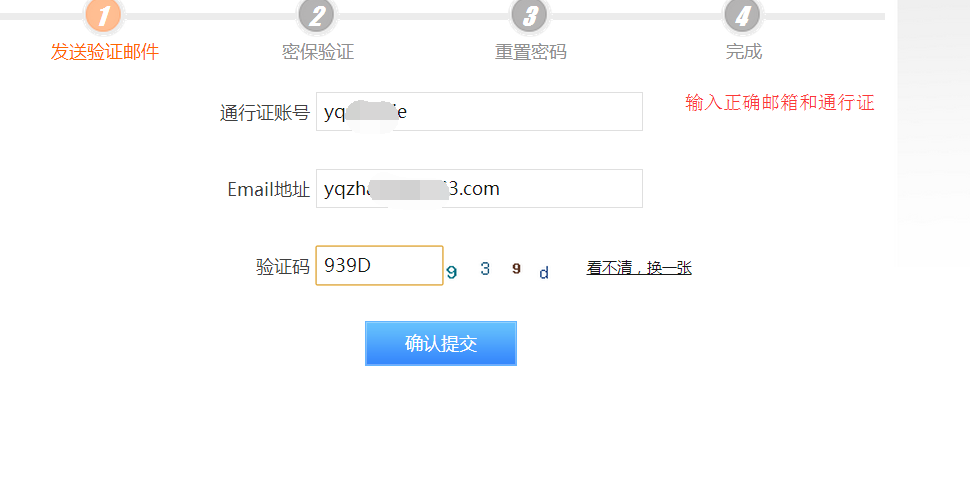 1 2 3 4
发送验证邮件 密保验证 重置密码 完成
输入正确邮箱和通行证
通行证账号 yq e
Email地址 yqzh 3.com
验证码 939D 9 3 9 d 看不清，换一张
确认提交